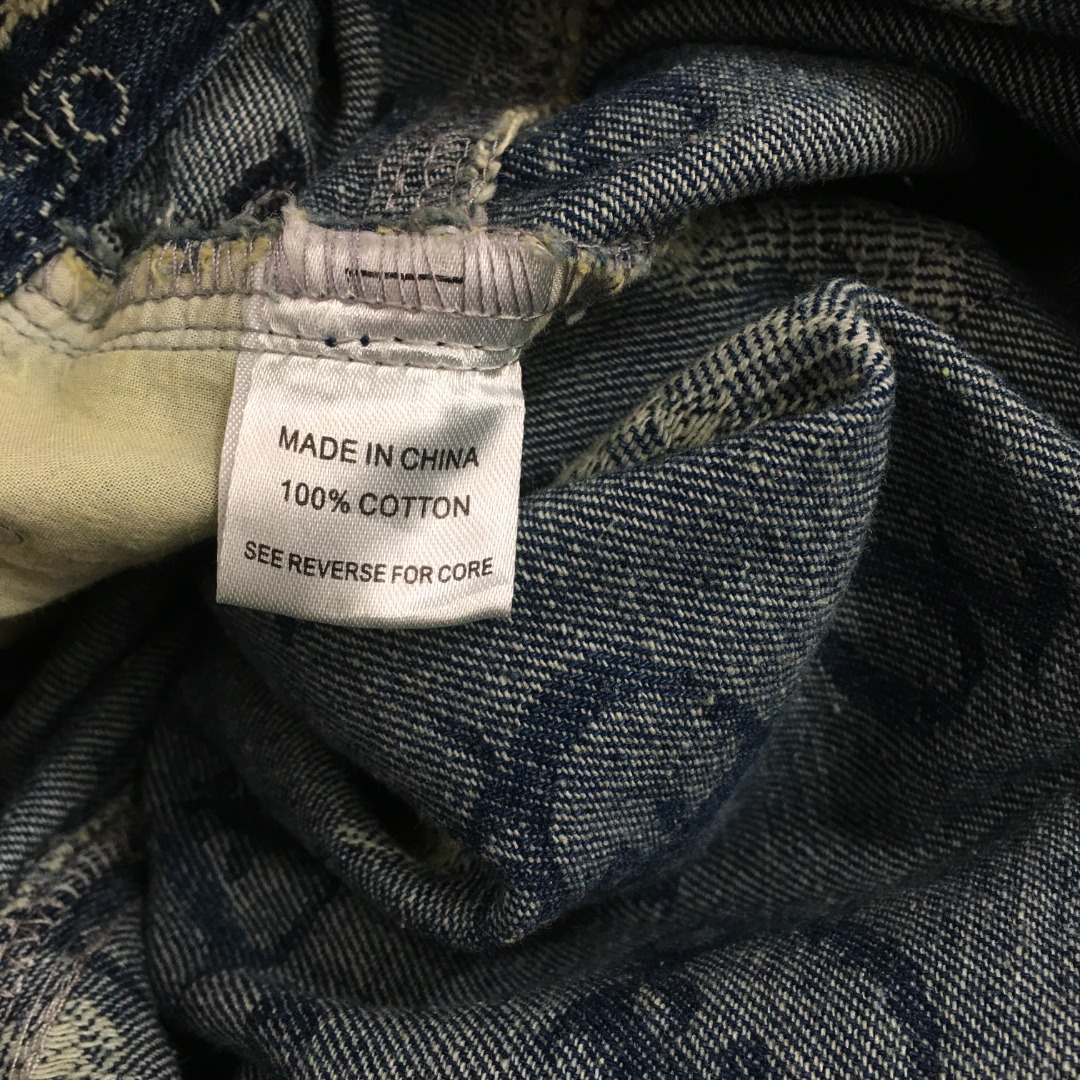 MADE IN CHINA
100% COTTON
SEE REVERSE FOR CORE